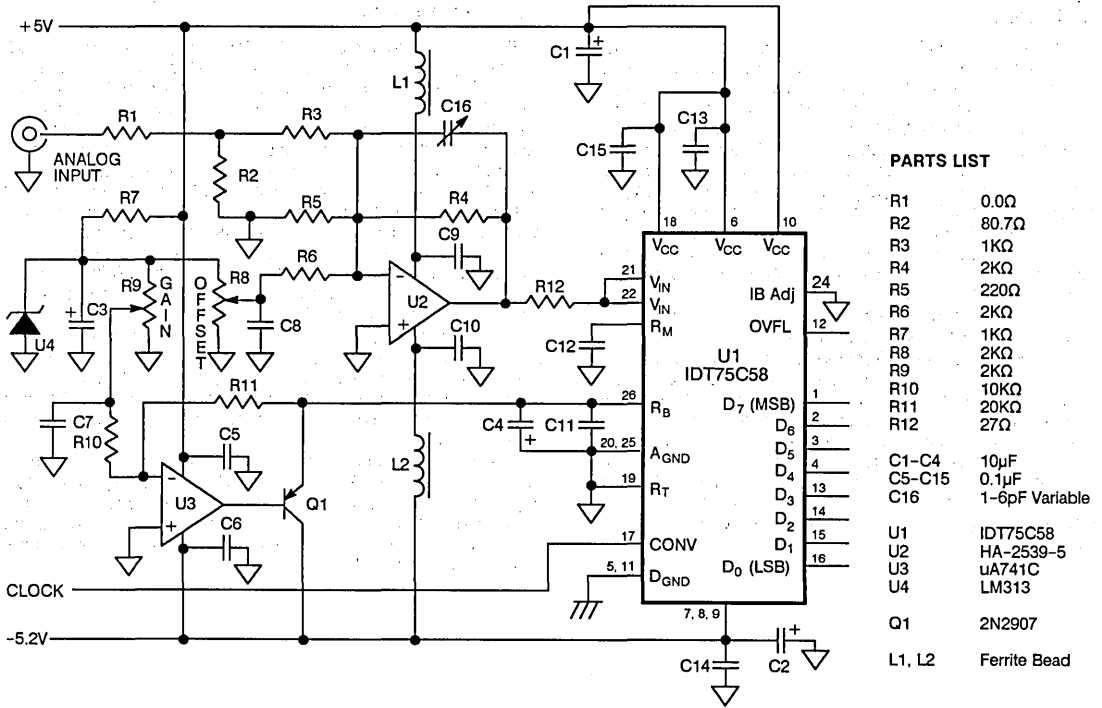 +5V
C1
+
L1
C16
R1
R3
C13
C15
ANALOG
INPUT
R2
PARTS LIST
R7
R5
R4
R1 0.0Ω
R2 80.7Ω
R3 1KΩ
R4 2KΩ
R5 220Ω
R6 2KΩ
R7 1KΩ
R8 2KΩ
R9 2KΩ
R10 10KΩ
R11 20KΩ
R12 27Ω
C1–C4 10µF
C5–C15 0.1µF
C16 1–6pF Variable
U1 IDT75C58
U2 HA-2539-5
U3 uA741C
U4 LM313
Q1 2N2907
L1, L2 Ferrite Bead
18
6
10
VCC
VCC
VCC
C9
R6
R9
GAIN
OFFSET
R8
–
+
U2
R12
21
VIN
22
VIN
RM
24
IB Adj
OVFL
12
+
C3
U4
C8
C10
C12
U1
IDT75C58
R11
26
RB
D7 (MSB)
1
D6
2
D5
3
D4
4
D3
13
D2
14
D1
15
D0 (LSB)
16
C7
R10
C4
+
C11
20, 25
AGND
19
RT
C5
L2
–
+
U3
Q1
C6
17
CONV
5, 11
DGND
CLOCK
7, 8, 9
–5.2V
C14
C2
+